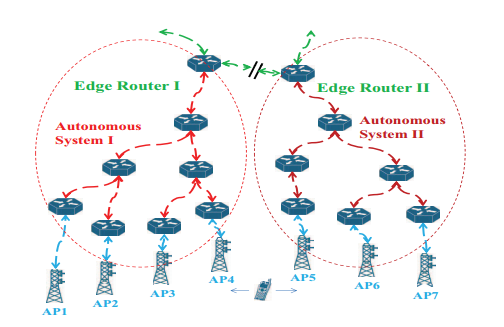 Edge Router I
Edge Router II
Autonomous
System I
Autonomous
System II
AP1
AP2
AP3
AP4
AP5
AP6
AP7